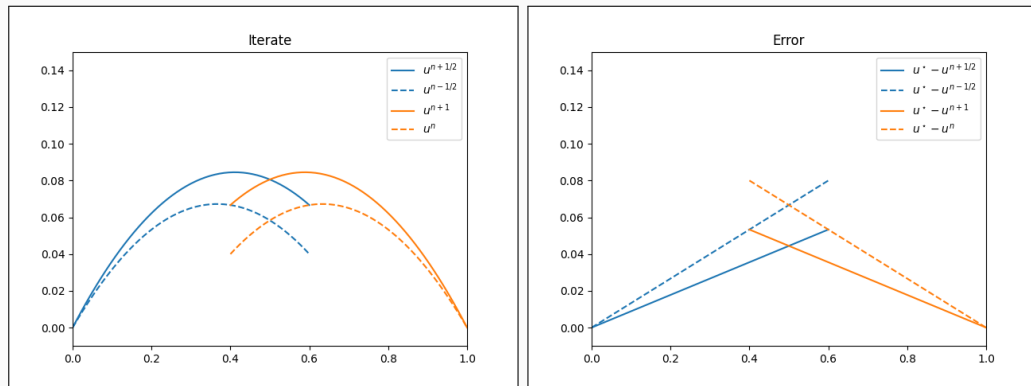 Iterate
0.14
0.12
0.10
0.08
0.06
0.04
0.02
0.00
0.0 0.2 0.4 0.6 0.8 1.0
u^{n+1/2}
u^{n−1/2}
u^{n+1}
u^{n}
Error
0.14
0.12
0.10
0.08
0.06
0.04
0.02
0.00
0.0 0.2 0.4 0.6 0.8 1.0
u^{⋆} − u^{n+1/2}
u^{⋆} − u^{n−1/2}
u^{⋆} − u^{n+1}
u^{⋆} − u^{n}